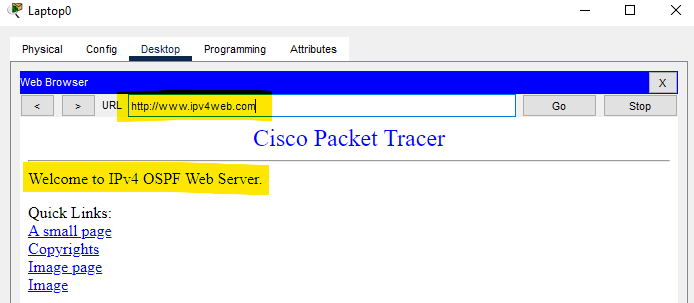 Laptop0
Physical Config Desktop Programming Attributes
Web Browser X
< > URL http://www.ipv4web.com Go Stop
Cisco Packet Tracer
Welcome to IPv4 OSPF Web Server.
Quick Links:
A small page
Copyrights
Image page
Image